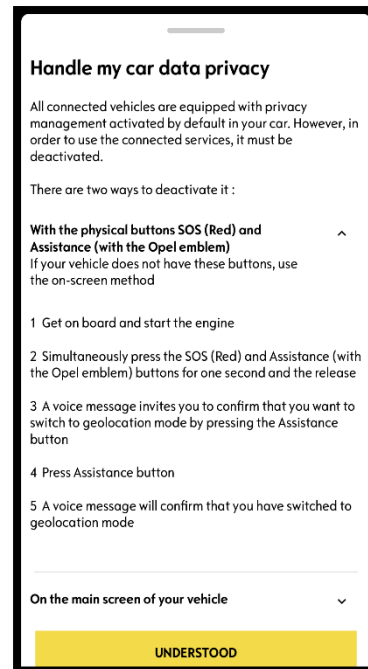 Handle my car data privacy
All connected vehicles are equipped with privacy
management activated by default in your car. However, in
order to use the connected services, it must be
deactivated.
There are two ways to deactivate it :
With the physical buttons SOS (Red) and
Assistance (with the Opel emblem)
If your vehicle does not have these buttons, use
the on-screen method
1 Get on board and start the engine
2 Simultaneously press the SOS (Red) and Assistance (with
the Opel emblem) buttons for one second and the release
3 A voice message invites you to confirm that you want to
switch to geolocation mode by pressing the Assistance
button
4 Press Assistance button
5 A voice message will confirm that you have switched to
geolocation mode
On the main screen of your vehicle
UNDERSTOOD